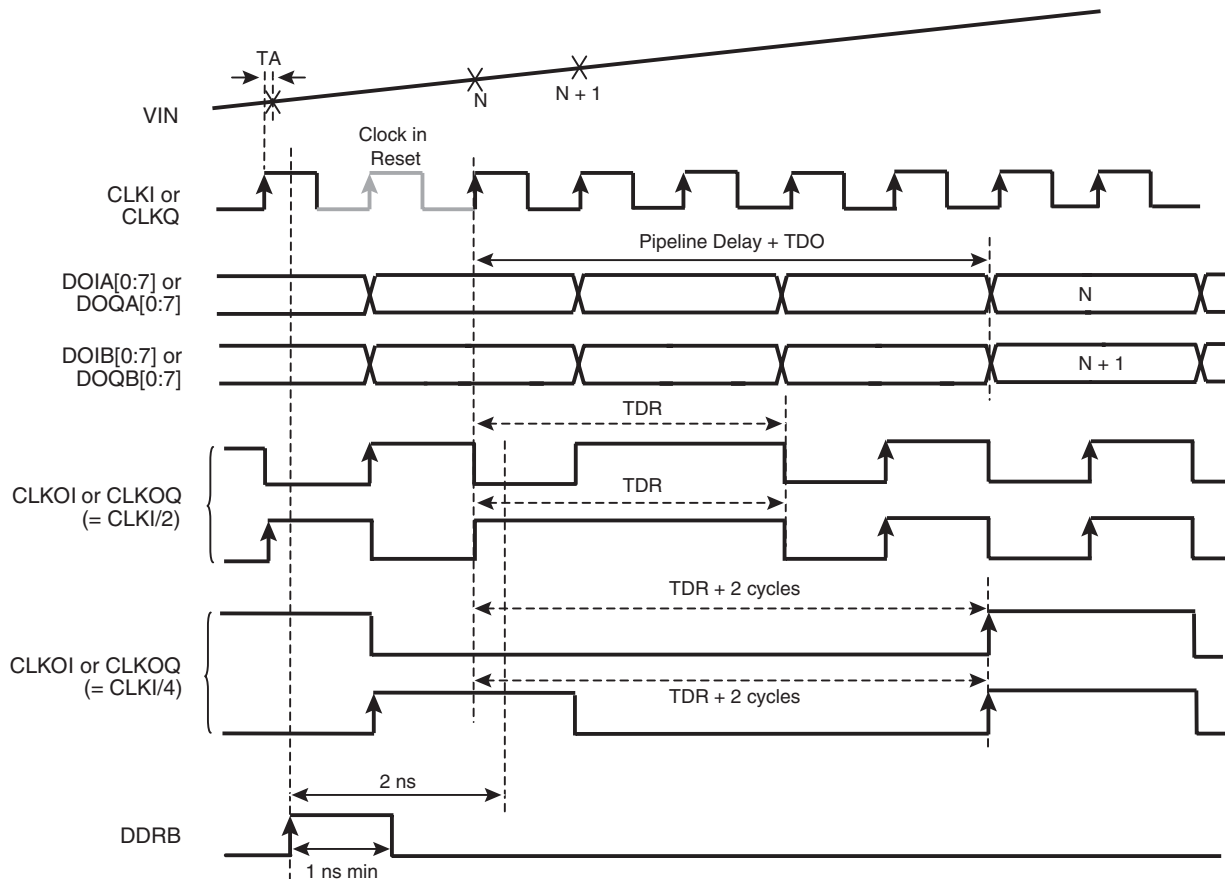 TA
N
N + 1
VIN
Clock in
Reset
CLKI or
CLKQ
Pipeline Delay + TDO
DOIA[0:7] or
DOQA[0:7]
N
DOIB[0:7] or
DOQB[0:7]
N + 1
TDR
CLKOI or CLKOQ
(= CLKI/2)
TDR
TDR + 2 cycles
CLKOI or CLKOQ
(= CLKI/4)
TDR + 2 cycles
2 ns
DDRB
1 ns min